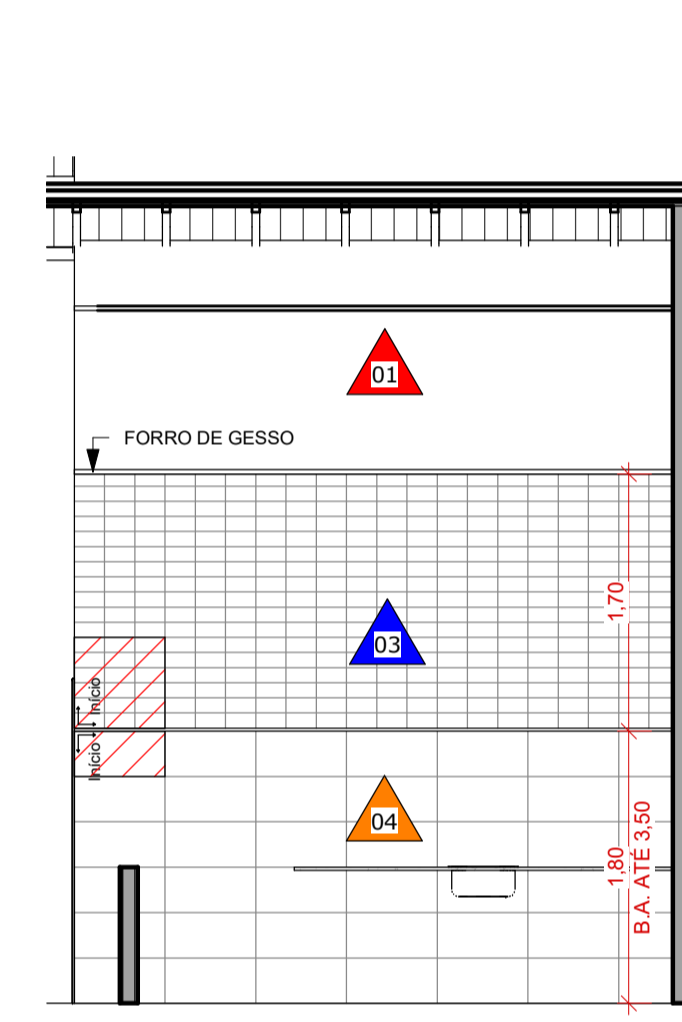 01
FORRO DE GESSO
1,70
03
Início
Início
04
1,80
B.A. ATÉ 3,50